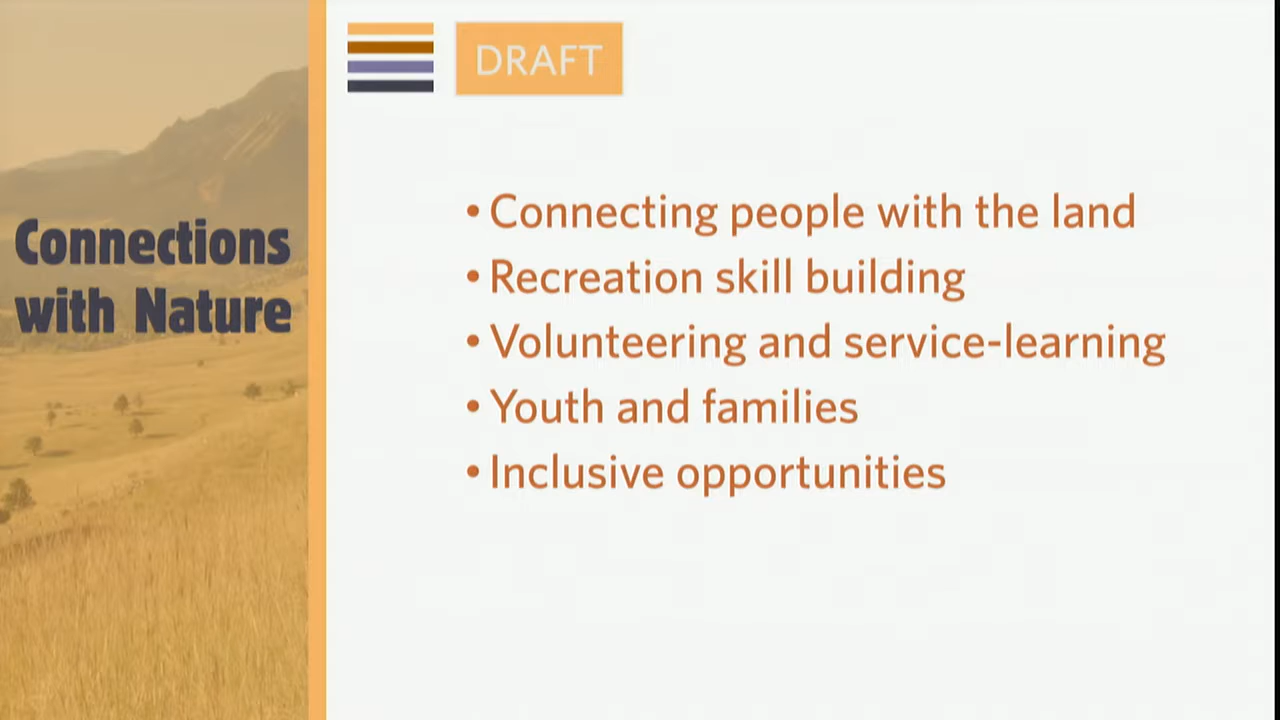 DRAFT
Connections
with Nature
• Connecting people with the land
• Recreation skill building
• Volunteering and service-learning
• Youth and families
• Inclusive opportunities